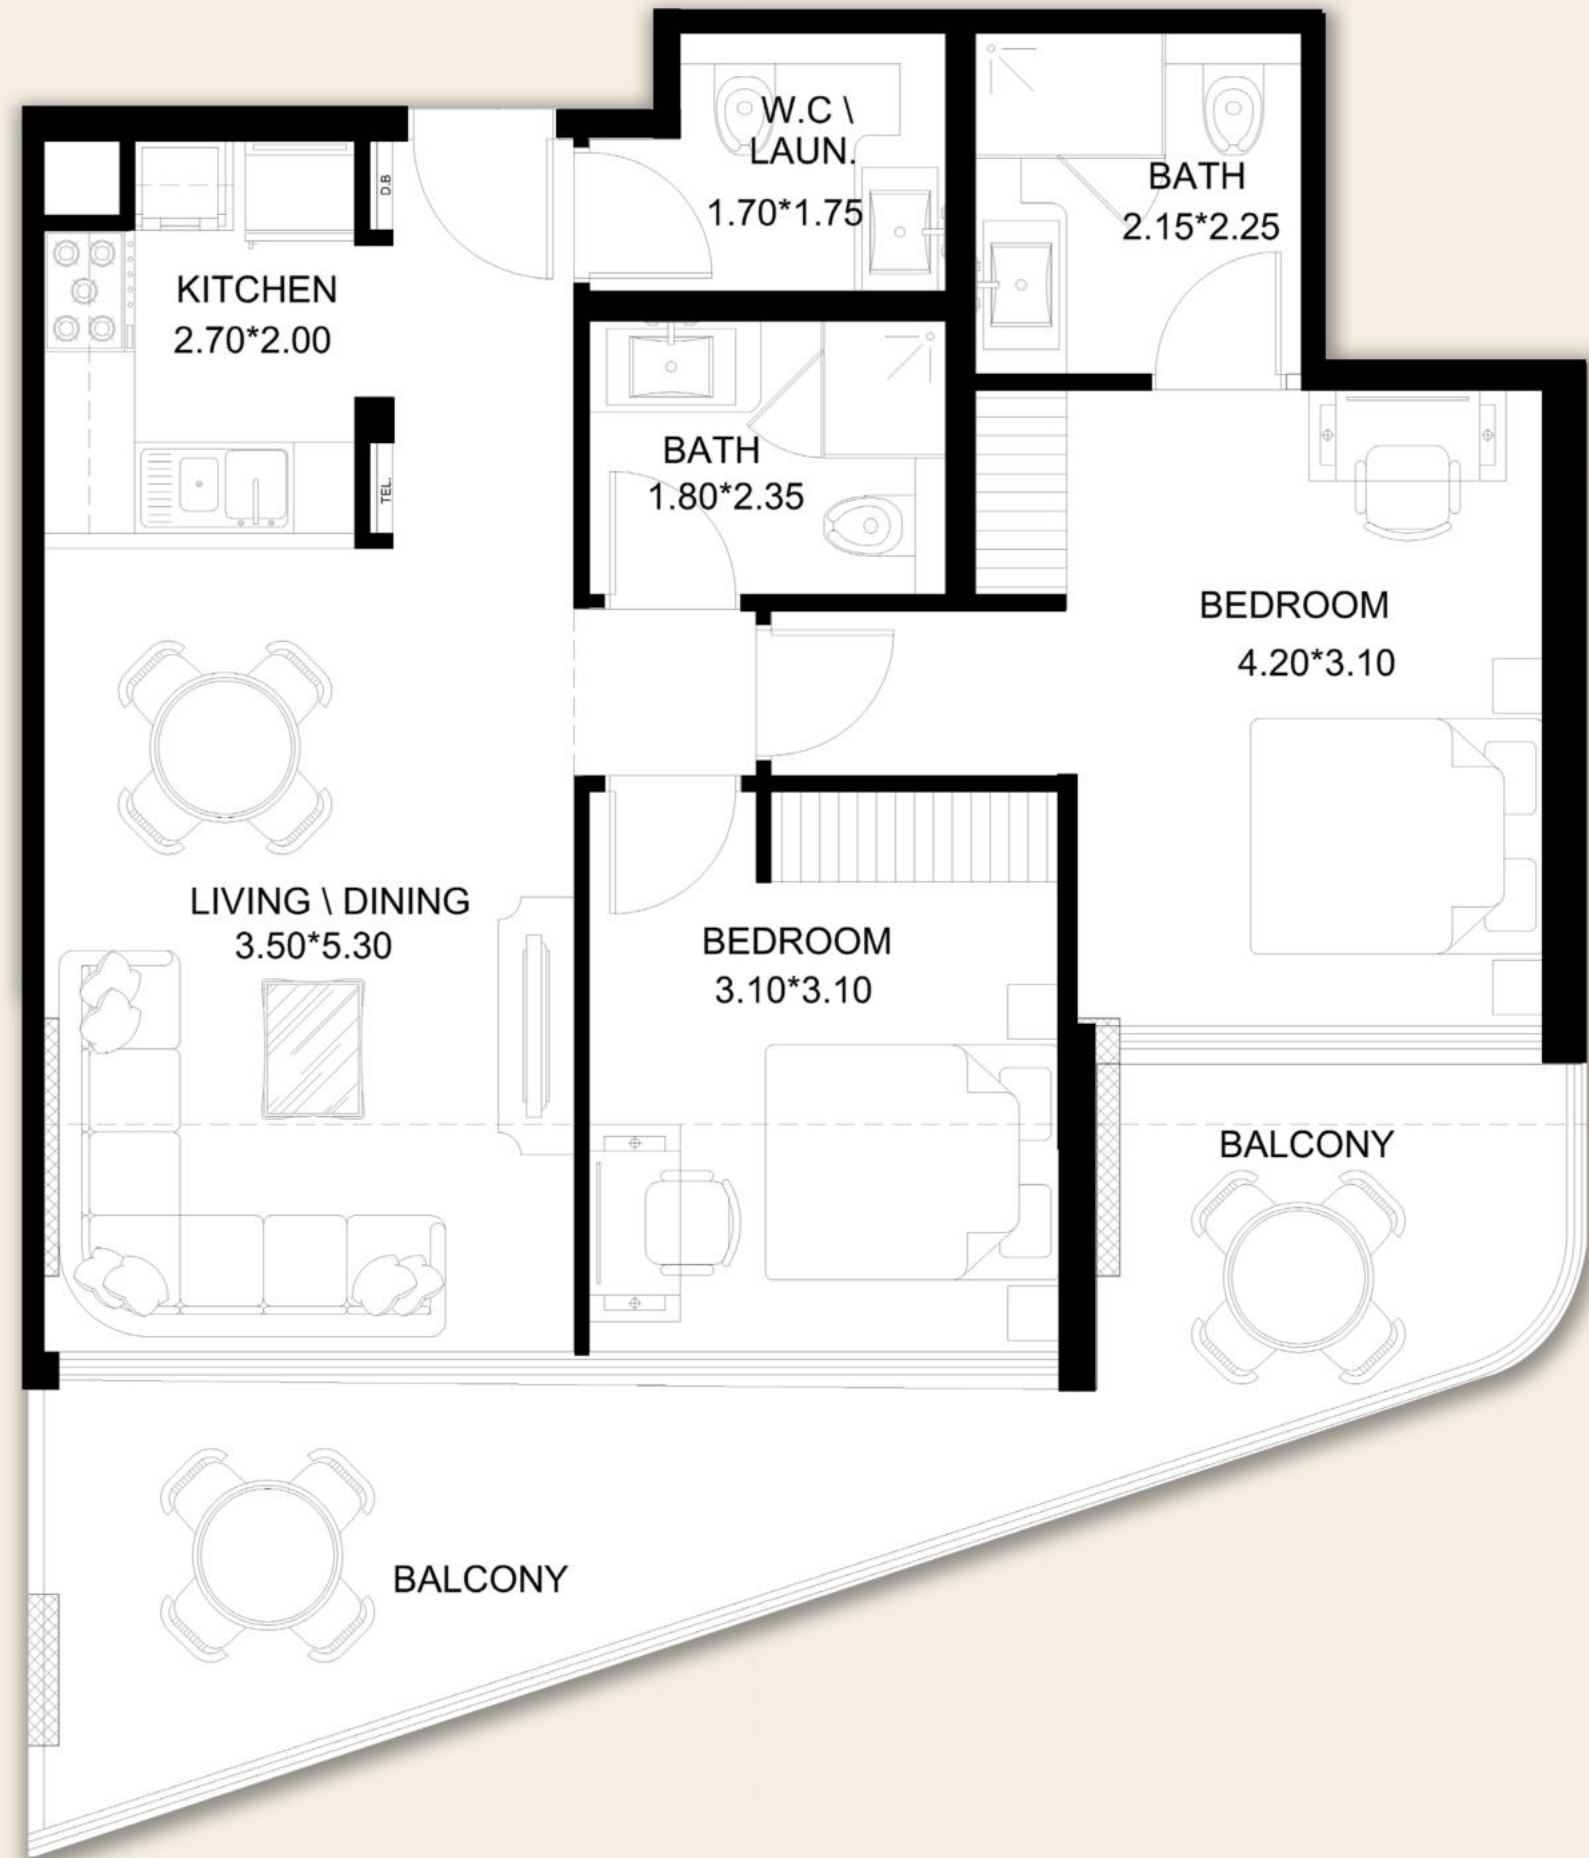 W.C \
LAUN.
1.70*1.75
BATH
2.15*2.25
D.B
KITCHEN
2.70*2.00
BATH
1.80*2.35
TEL.
BEDROOM
4.20*3.10
LIVING \ DINING
3.50*5.30
BEDROOM
3.10*3.10
BALCONY
BALCONY